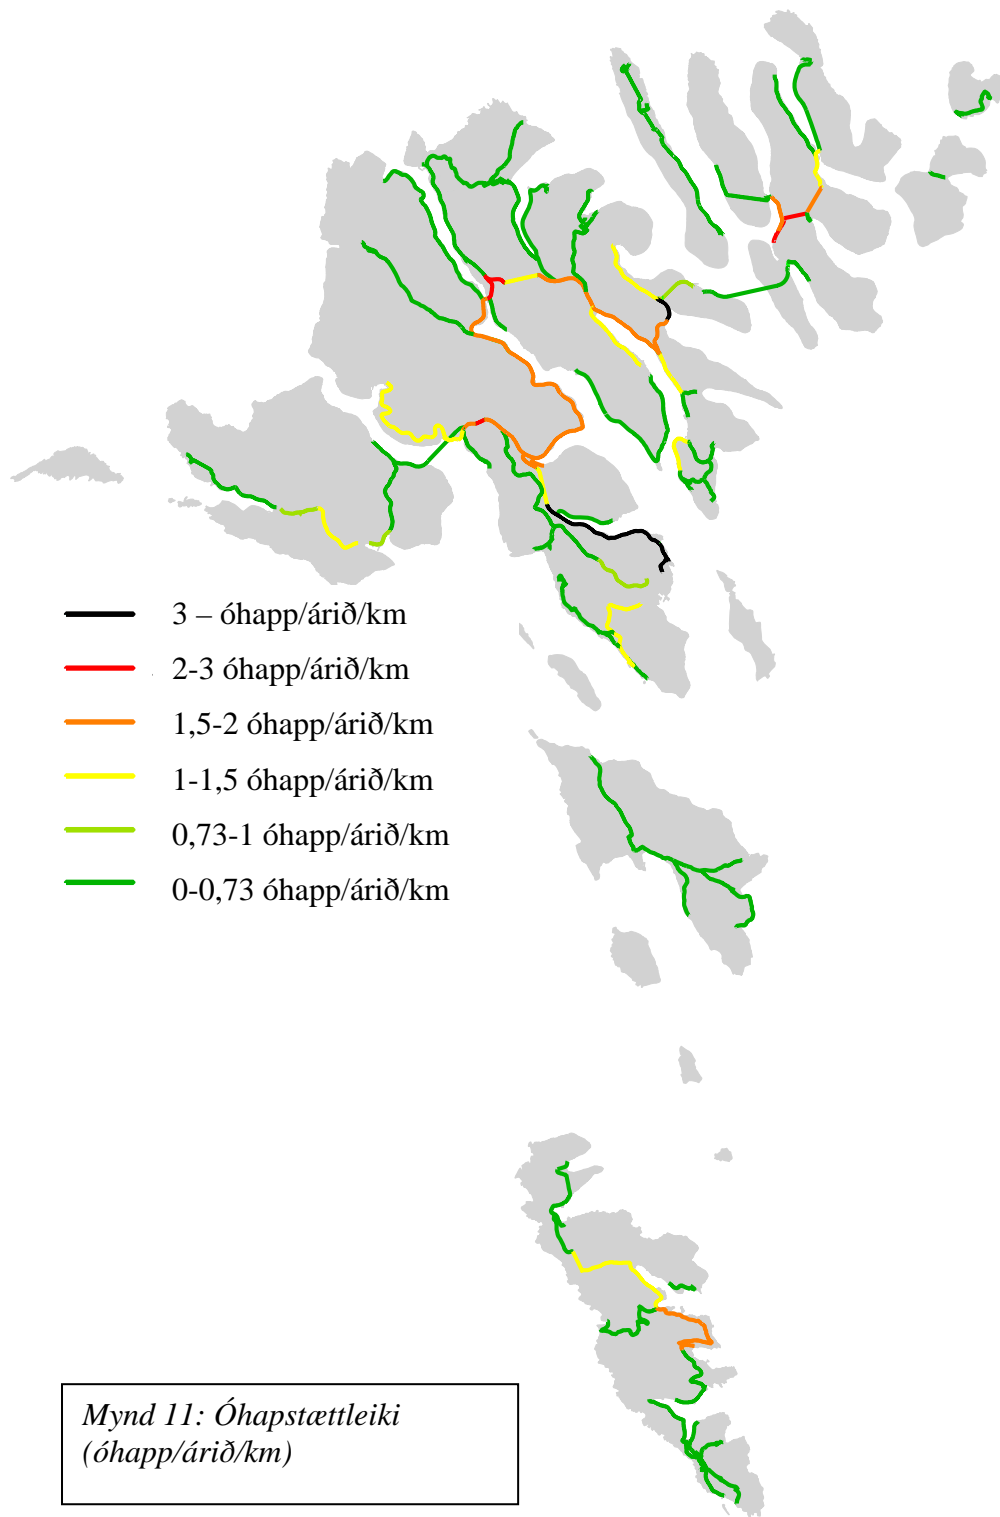 3 – óhapp/árið/km
2-3 óhapp/árið/km
1,5-2 óhapp/árið/km
1-1,5 óhapp/árið/km
0,73-1 óhapp/árið/km
0-0,73 óhapp/árið/km
Mynd 11: Óhapstættleiki
(óhapp/árið/km)